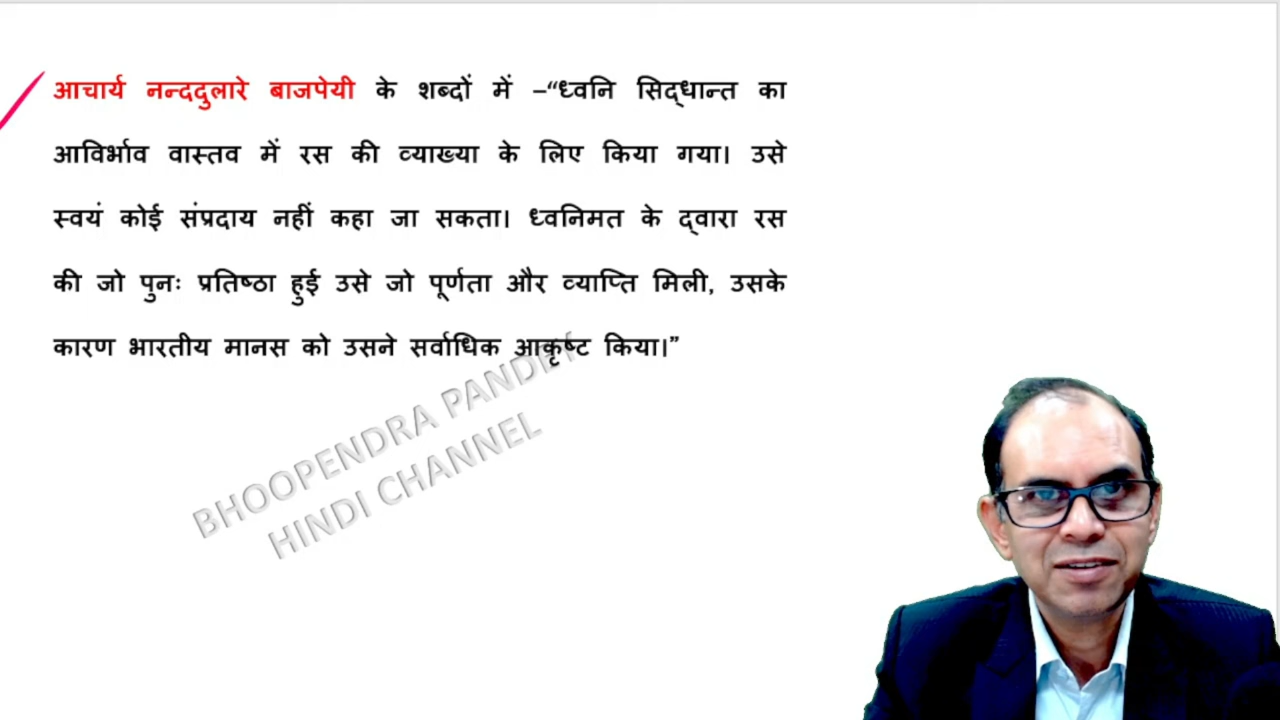 आचार्य नन्ददुलारे बाजपेयी के शब्दों में –“ध्वनि सिद्धान्त का
आविर्भाव वास्तव में रस की व्याख्या के लिए किया गया। उसे
स्वयं कोई संप्रदाय नहीं कहा जा सकता। ध्वनिमत के द्वारा रस
की जो पुनः प्रतिष्ठा हुई उसे जो पूर्णता और व्याप्ति मिली, उसके
कारण भारतीय मानस को उसने सर्वाधिक आकृष्ट किया।”
BHOOPENDRA PANDEY
HINDI CHANNEL